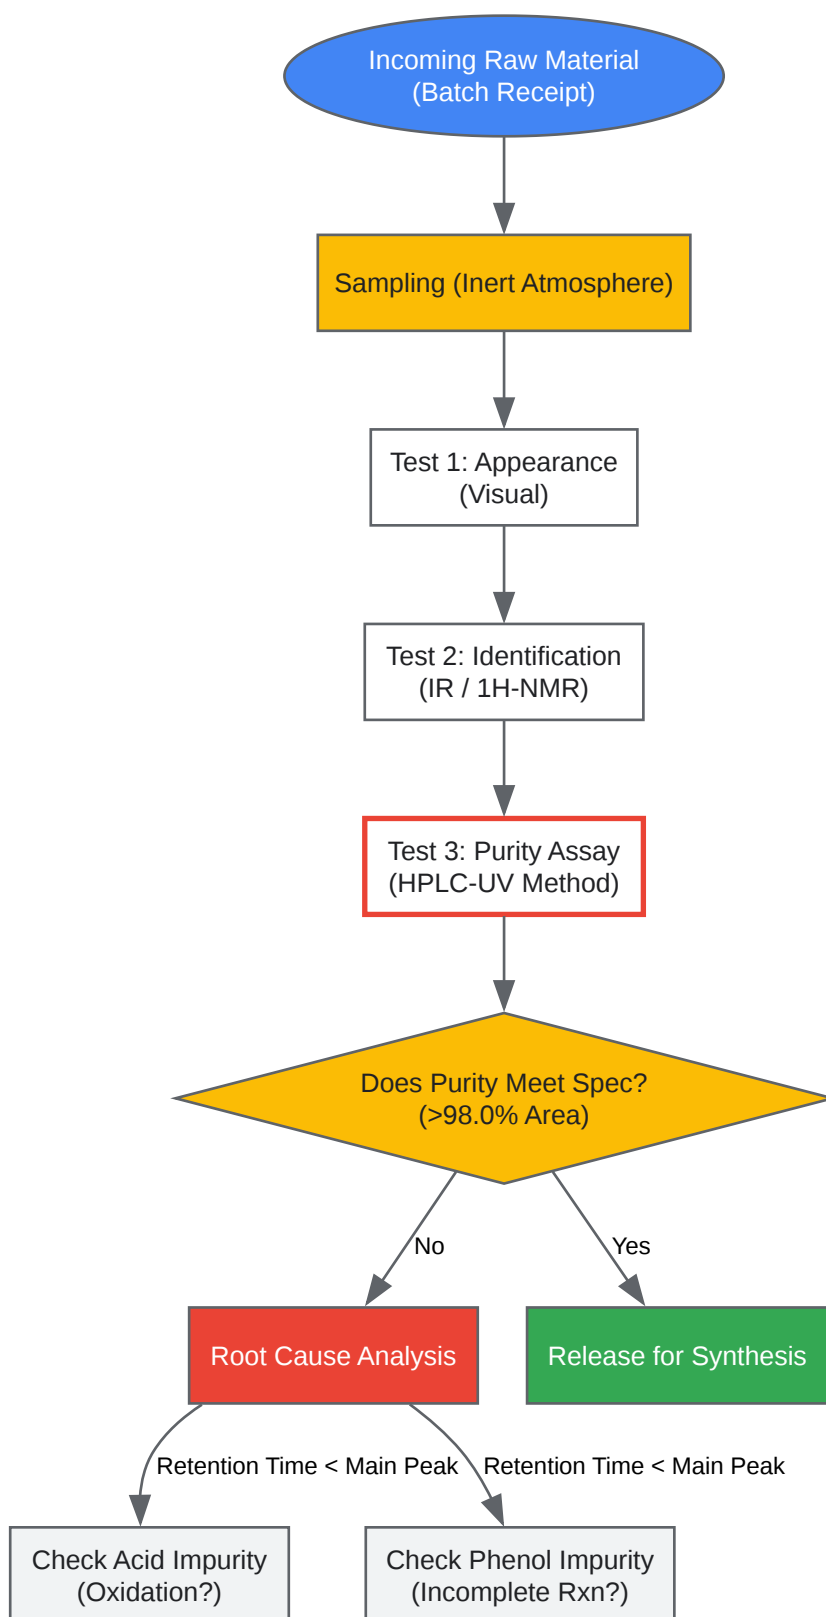 Incoming Raw Material
(Batch Receipt)
Sampling (Inert Atmosphere)
Test 1: Appearance
(Visual)
Test 2: Identification
(IR / 1H-NMR)
Test 3: Purity Assay
(HPLC-UV Method)
Does Purity Meet Spec?
(>98.0% Area)
No
Yes
Root Cause Analysis
Release for Synthesis
Retention Time < Main Peak
Retention Time < Main Peak
Check Acid Impurity
(Oxidation?)
Check Phenol Impurity
(Incomplete Rxn?)